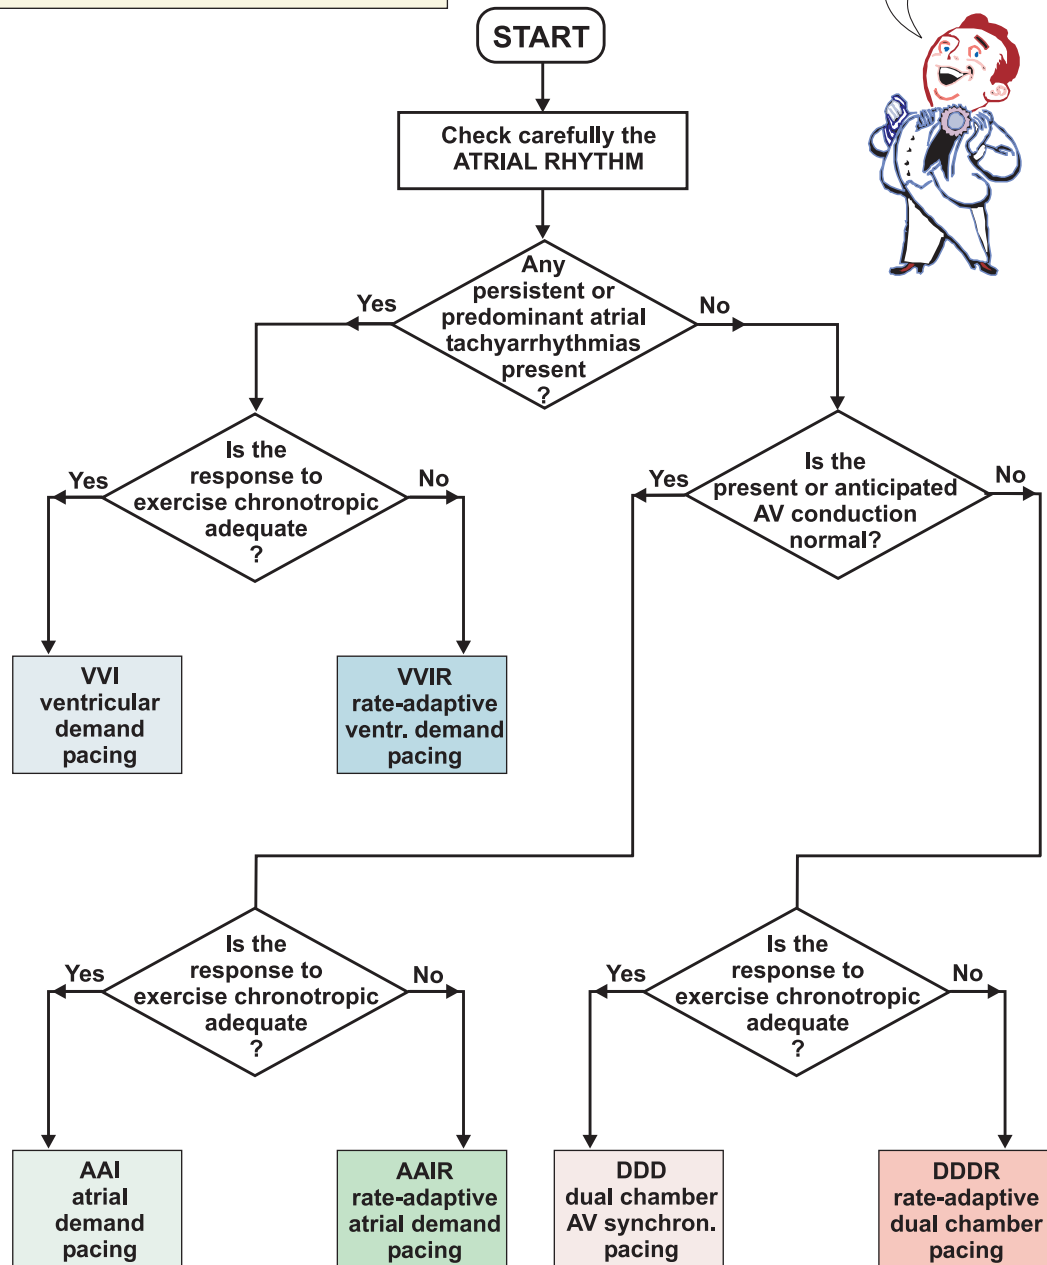 START
Check carefully the
ATRIAL RHYTHM
Any
persistent or
predominant atrial
tachyarrhythmias
present
?
Yes
No
Is the
response to
exercise chronotropic
adequate
?
Yes
No
Is the
present or anticipated
AV conduction
normal?
Yes
No
VVI
ventricular
demand
pacing
VVIR
rate-adaptive
ventr. demand
pacing
Is the
response to
exercise chronotropic
adequate
?
Yes
No
Is the
response to
exercise chronotropic
adequate
?
Yes
No
AAI
atrial
demand
pacing
AAIR
rate-adaptive
atrial demand
pacing
DDD
dual chamber
AV synchron.
pacing
DDDR
rate-adaptive
dual chamber
pacing